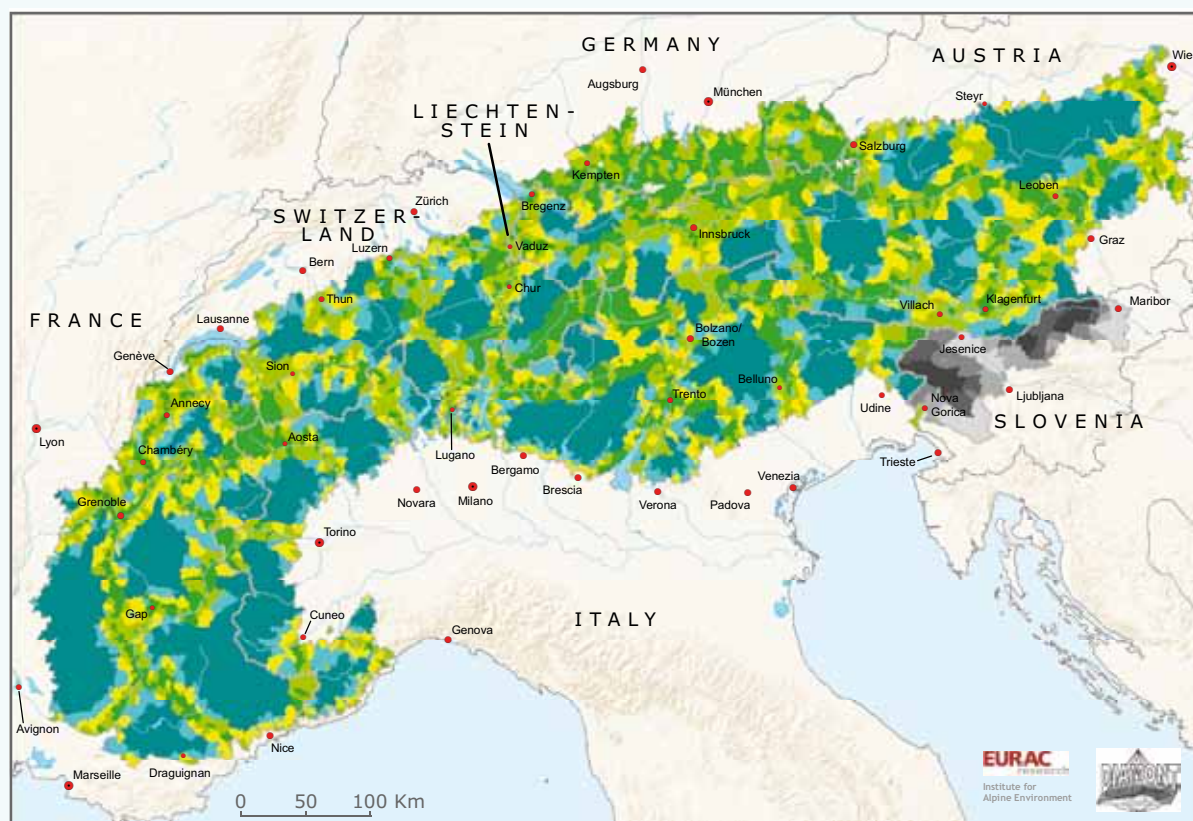 GERMANY
AUSTRIA
Wie
Augsburg
München
Steyr
LIECHTEN-
STEIN
Salzburg
Kempten
Leoben
Bregenz
Zürich
SWITZER-
LAND
Innsbruck
Graz
Luzern
Vaduz
Bern
Chur
Thun
Villach
Klagenfurt
Maribor
FRANCE
Lausanne
Bolzano/
Bozen
Jesenice
Genève
Sion
Belluno
Annecy
Trento
Udine
Nova
Gorica
Ljubljana
SLOVENIA
Lyon
Aosta
Chambéry
Lugano
Bergamo
Trieste
Brescia
Venezia
Grenoble
Novara
Milano
Verona
Padova
Torino
Gap
Cuneo
ITALY
Genova
Avignon
Nice
Marseille
Draguignan
0 50 100 Km
EURAC
research
Institute for
Alpine Environment
DIAMONT